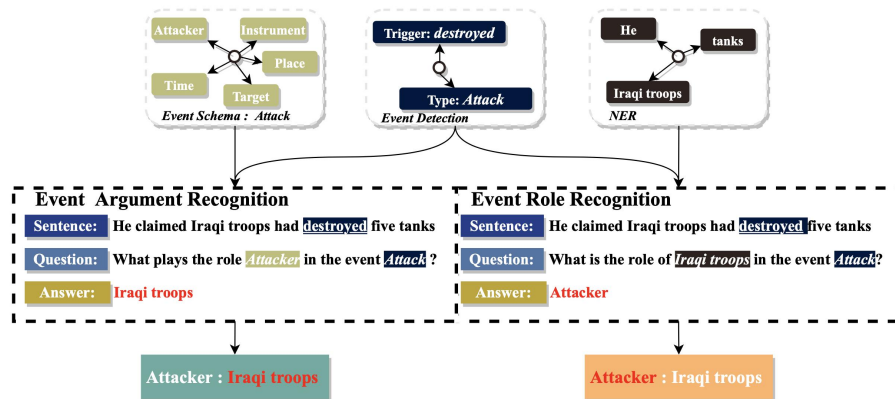 Attacker
Instrument
Place
Time
Target
Event Schema : Attack
Trigger: destroyed
Type: Attack
Event Detection
He
tanks
Iraqi troops
NER
Event Argument Recognition
Sentence: He claimed Iraqi troops had destroyed five tanks
Question: What plays the role Attacker in the event Attack ?
Answer: Iraqi troops
Attacker : Iraqi troops
Event Role Recognition
Sentence: He claimed Iraqi troops had destroyed five tanks
Question: What is the role of Iraqi troops in the event Attack?
Answer: Attacker
Attacker : Iraqi troops